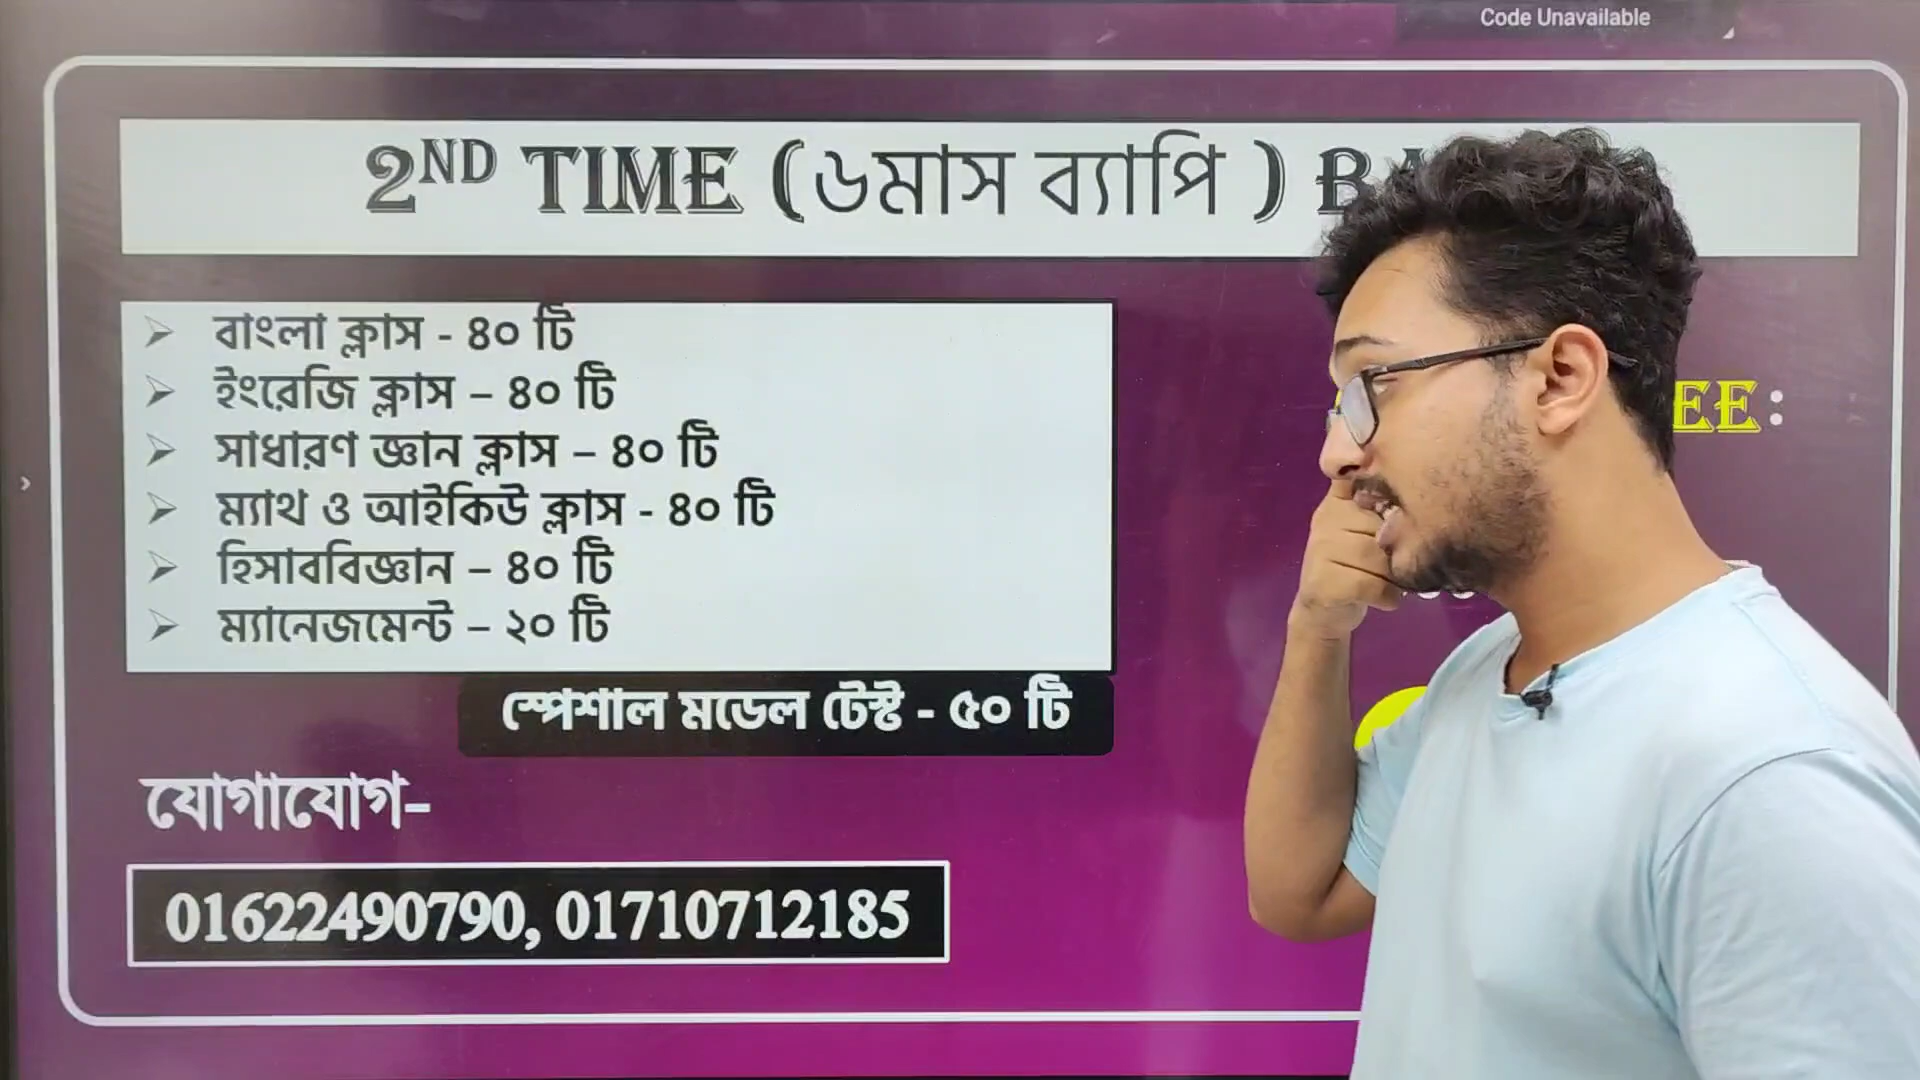 Code Unavailable
2ND TIME (৬মাস ব্যাপি )
বাংলা ক্লাস - ৪০ টি
ইংরেজি ক্লাস – ৪০ টি
সাধারণ জ্ঞান ক্লাস – ৪০ টি
ম্যাথ ও আইকিউ ক্লাস - ৪০ টি
হিসাববিজ্ঞান – ৪০ টি
ম্যানেজমেন্ট – ২০ টি
স্পেশাল মডেল টেস্ট - ৫০ টি
যোগাযোগ-
01622490790, 01710712185